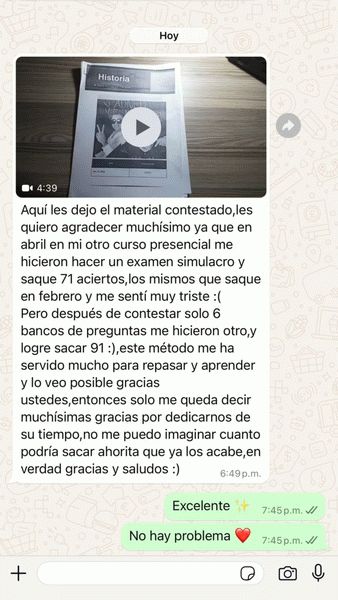 Hoy
Historia
4:39
Aquí les dejo el material contestado,les
quiero agradecer muchísimo ya que en
abril en mi otro curso presencial me
hicieron hacer un examen simulacro y
saque 71 aciertos,los mismos que saque
en febrero y me sentí muy triste :(
Pero después de contestar solo 6
bancos de preguntas me hicieron otro,y
logre sacar 91 :),este método me ha
servido mucho para repasar y aprender
y lo veo posible gracias
ustedes,entonces solo me queda decir
muchísimas gracias por dedicarnos de
su tiempo,no me puedo imaginar cuanto
podría sacar ahorita que ya los acabe,en
verdad gracias y saludos :)
6:49 p.m.
Excelente ✨ 7:45 p.m.
No hay problema ❤️ 7:45 p.m.